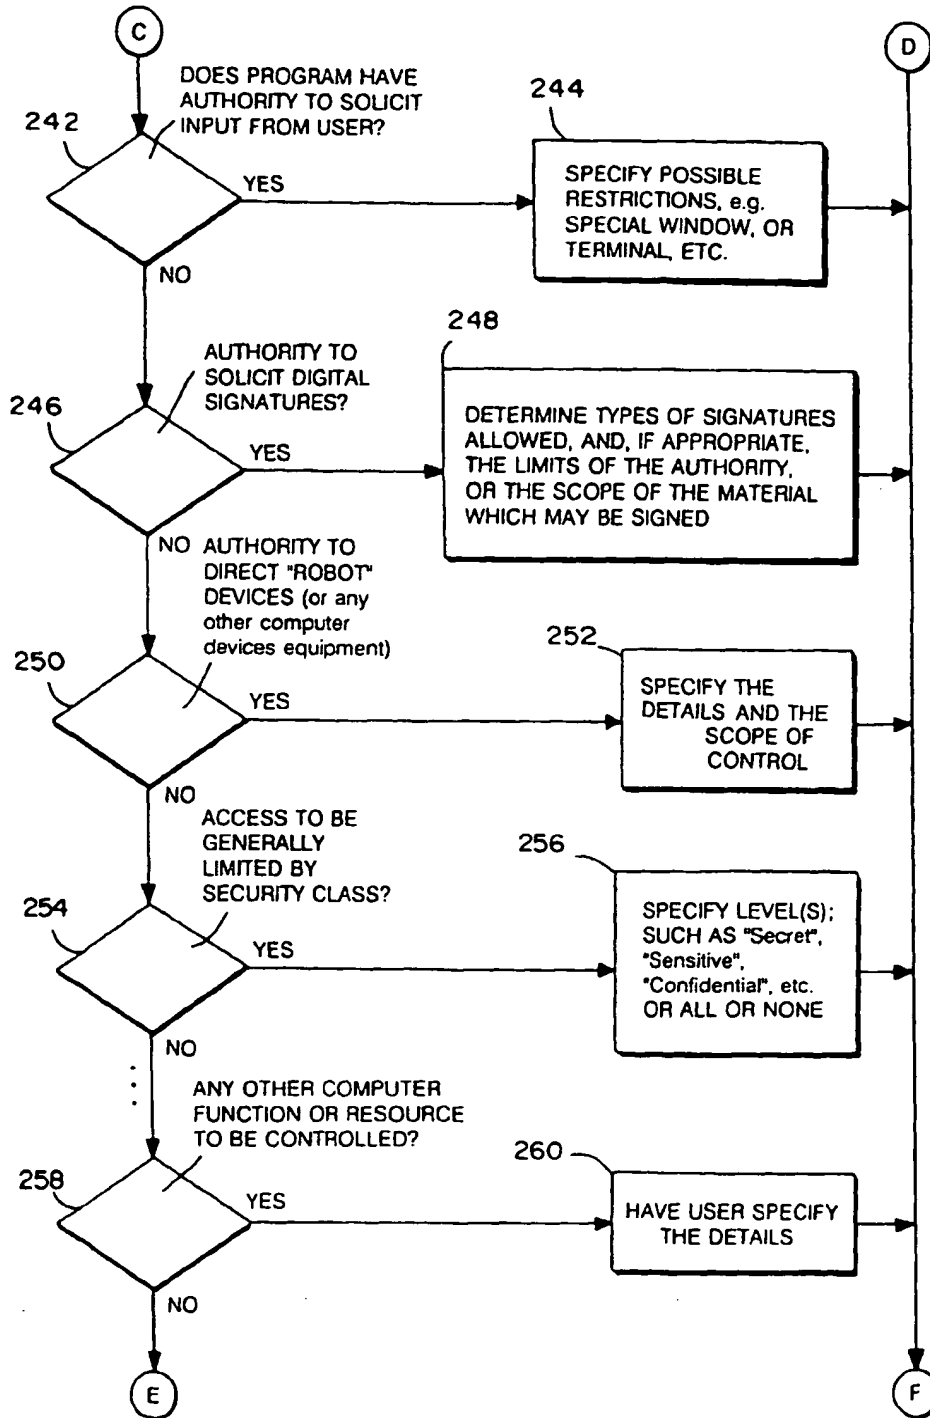 C
D
DOES PROGRAM HAVE
AUTHORITY TO SOLICIT
INPUT FROM USER?
242
YES
NO
244
SPECIFY POSSIBLE
RESTRICTIONS, e.g.
SPECIAL WINDOW, OR
TERMINAL, ETC.
AUTHORITY TO
SOLICIT DIGITAL
SIGNATURES?
246
YES
NO
248
DETERMINE TYPES OF SIGNATURES
ALLOWED, AND, IF APPROPRIATE,
THE LIMITS OF THE AUTHORITY,
OR THE SCOPE OF THE MATERIAL
WHICH MAY BE SIGNED
AUTHORITY TO
DIRECT "ROBOT"
DEVICES (or any
other computer
devices equipment)
250
YES
NO
252
SPECIFY THE
DETAILS AND THE
SCOPE OF
CONTROL
ACCESS TO BE
GENERALLY
LIMITED BY
SECURITY CLASS?
254
YES
NO
256
SPECIFY LEVEL(S);
SUCH AS "Secret",
"Sensitive",
"Confidential", etc.
OR ALL OR NONE
ANY OTHER COMPUTER
FUNCTION OR RESOURCE
TO BE CONTROLLED?
258
YES
NO
260
HAVE USER SPECIFY
THE DETAILS
E
F